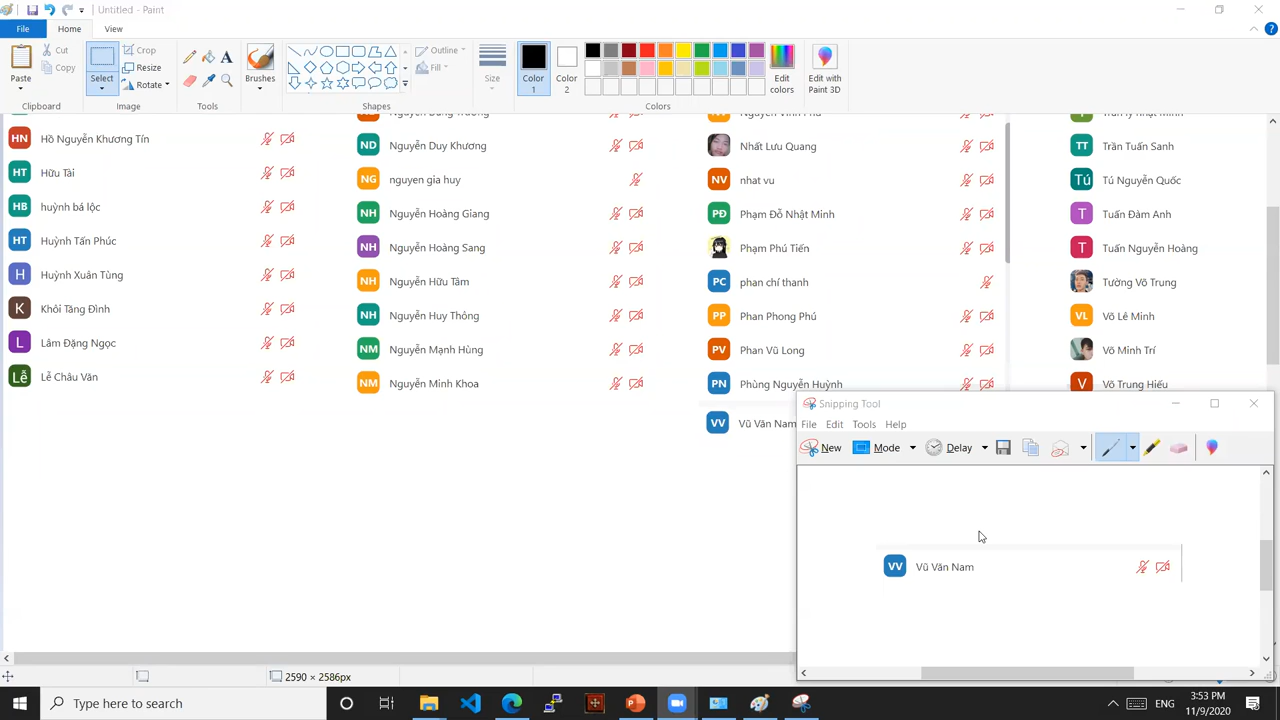 Untitled - Paint
File
Home
View
Paste
Cut
Copy
Clipboard
Select
Crop
Resize
Rotate
Image
Tools
Brushes
Shapes
Outline
Fill
Size
Color 1
Color 2
Colors
Edit colors
Edit with Paint 3D
HN Hồ Nguyễn Khương Tín
HT Hữu Tài
HB huỳnh bá lộc
HT Huỳnh Tấn Phúc
H Huỳnh Xuân Tùng
K Khôi Tăng Đình
L Lâm Đặng Ngọc
Lê Lê Châu Văn
ND Nguyễn Duy Khương
NG nguyen gia huy
NH Nguyễn Hoàng Giang
NH Nguyễn Hoàng Sang
NH Nguyễn Hữu Tâm
NH Nguyễn Huy Thông
NM Nguyễn Mạnh Hùng
NM Nguyễn Minh Khoa
Nhất Lưu Quang
NV nhat vu
PĐ Phạm Đỗ Nhật Minh
Phạm Phú Tiến
PC phan chí thanh
PP Phan Phong Phú
PV Phan Vũ Long
PN Phùng Nguyễn Huỳnh
VV Vũ Văn Nam
TT Trần Tuấn Sanh
Tú Tú Nguyễn Quốc
T Tuấn Đàm Anh
T Tuấn Nguyễn Hoàng
Tường Võ Trung
VL Võ Lê Minh
Võ Minh Trí
V Võ Trung Hiếu
Snipping Tool
File Edit Tools Help
New Mode Delay
VV Vũ Văn Nam
2590 × 2586px
Type here to search
ENG
3:53 PM
11/9/2020